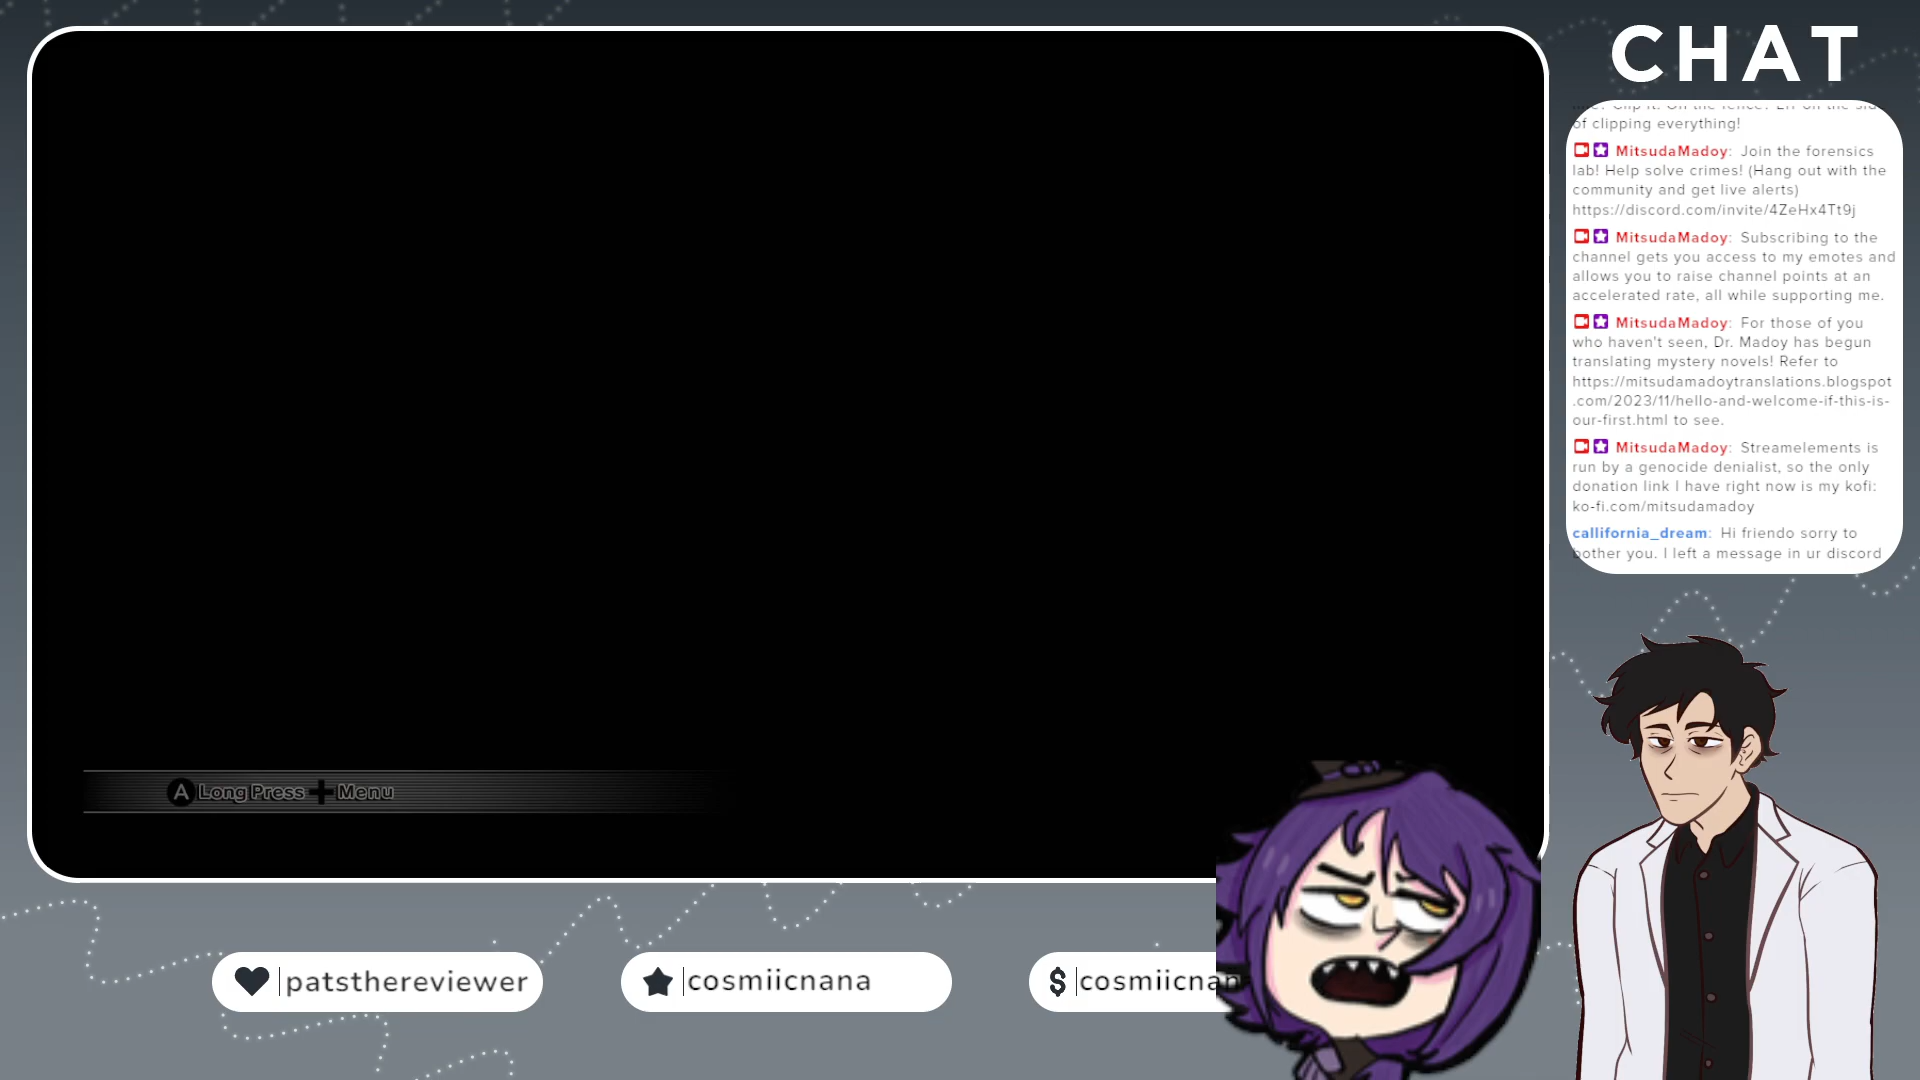 CHAT
of clipping everything!
MitsudaMadoy: Join the forensics
lab! Help solve crimes! (Hang out with the
community and get live alerts)
https://discord.com/invite/4ZeHx4Tt9j
MitsudaMadoy: Subscribing to the
channel gets you access to my emotes and
allows you to raise channel points at an
accelerated rate, all while supporting me.
MitsudaMadoy: For those of you
who haven't seen, Dr. Madoy has begun
translating mystery novels! Refer to
https://mitsudamadoytranslations.blogspot
.com/2023/11/hello-and-welcome-if-this-is-
our-first.html to see.
MitsudaMadoy: Streamelements is
run by a genocide denialist, so the only
donation link I have right now is my kofi:
ko-fi.com/mitsudamadoy
callifornia_dream: Hi friendo sorry to
bother you. I left a message in ur discord
A Long Press + Menu
patsthereviewer
cosmiicnana
$ cosmiicnan